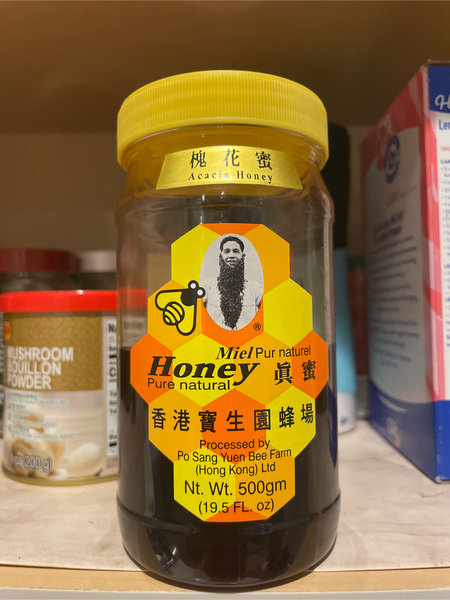 槐花蜜
Acacia Honey
®
Miel Pur naturel
Honey 眞蜜
Pure natural
香港寶生園蜂場
Processed by
Po Sang Yuen Bee Farm
(Hong Kong) Ltd
Nt. Wt. 500gm
(19.5 FL. oz)
MUSHROOM
BOUILLON
POWDER
(200 g)